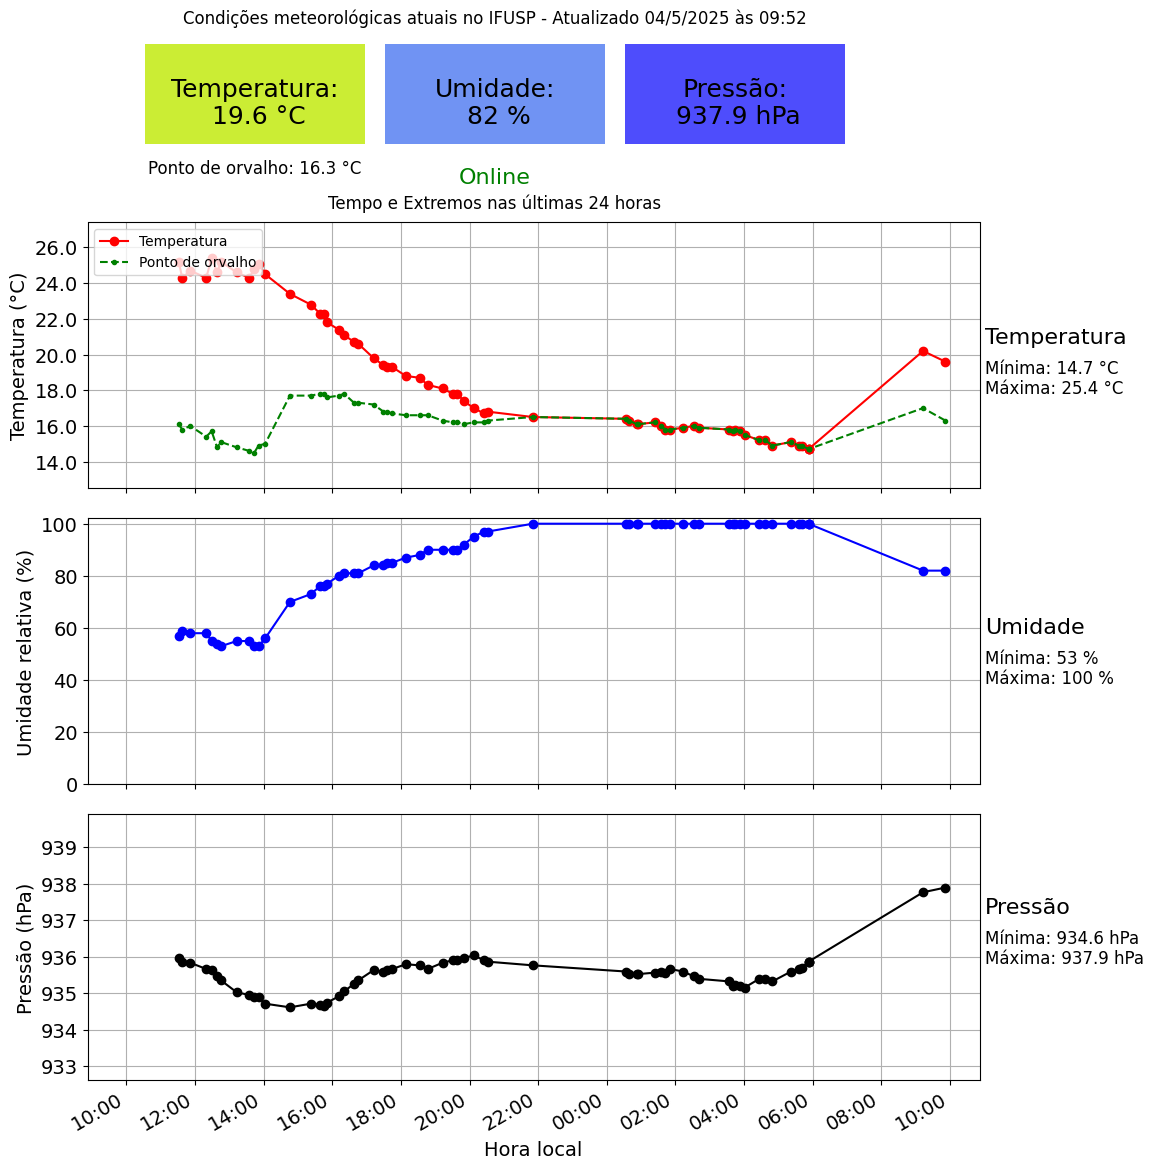 Condições meteorológicas atuais no IFUSP - Atualizado 04/5/2025 às 09:52
Temperatura:
19.6 °C
Umidade:
82 %
Pressão:
937.9 hPa
Ponto de orvalho: 16.3 °C
Online
Tempo e Extremos nas últimas 24 horas
Temperatura (°C)
26.0
24.0
22.0
20.0
18.0
16.0
14.0
Temperatura
Ponto de orvalho
Temperatura
Mínima: 14.7 °C
Máxima: 25.4 °C
Umidade relativa (%)
100
80
60
40
20
0
Umidade
Mínima: 53 %
Máxima: 100 %
Pressão (hPa)
939
938
937
936
935
934
933
Pressão
Mínima: 934.6 hPa
Máxima: 937.9 hPa
10:00
12:00
14:00
16:00
18:00
20:00
22:00
00:00
02:00
04:00
06:00
08:00
10:00
Hora local